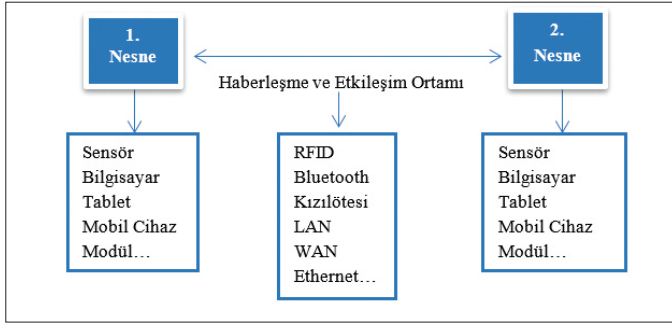 1.
Nesne
2.
Nesne
Haberleşme ve Etkileşim Ortamı
Sensör
Bilgisayar
Tablet
Mobil Cihaz
Modül…
RFID
Bluetooth
Kızılötesi
LAN
WAN
Ethernet…
Sensör
Bilgisayar
Tablet
Mobil Cihaz
Modül…